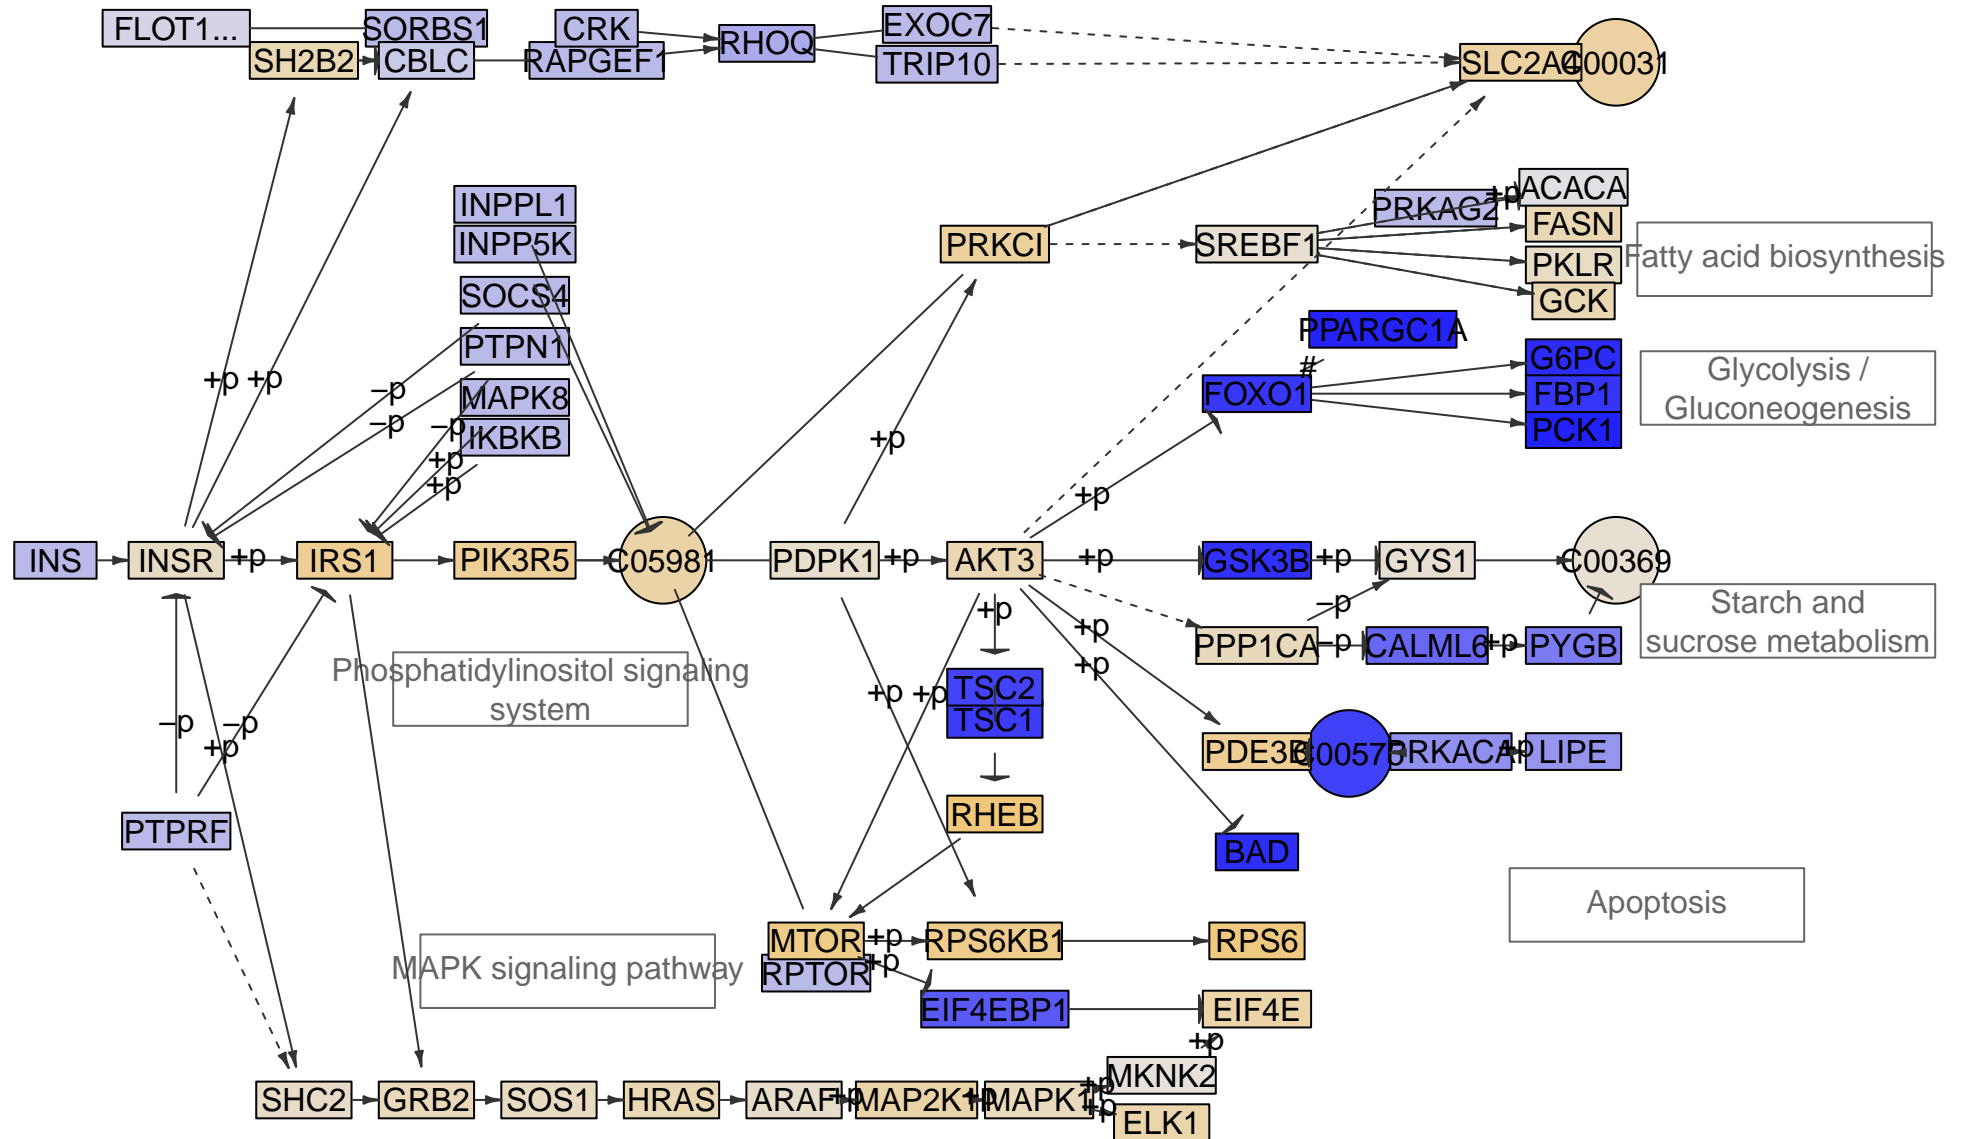 FLOT1...
SORBS1
CRK
RHOQ
EXOC7
SH2B2
CBLC
RAPGEF1
TRIP10
SLC2A4
C00031
INPPL1
INPP5K
SOCS4
PTPN1
MAPK8
IKBKB
PRKCI
SREBF1
PRKAG2
+p
ACACA
FASN
PKLR
GCK
Fatty acid biosynthesis
PPARGC1A
#
FOXO1
G6PC
FBP1
PCK1
Glycolysis /
Gluconeogenesis
+p
+p
−p
−p
−p
+p
+p
+p
+p
INS
INSR
+p
IRS1
PIK3R5
C05981
PDPK1
+p
AKT3
+p
GSK3B
+p
GYS1
C00369
+p
+p
−p
PPP1CA
−p
CALML6
+p
PYGB
Starch and
sucrose metabolism
+p
Phosphatidylinositol signaling
system
+p
+p
TSC2
TSC1
−p
+p
−p
PDE3B
C00575
PRKACA
+p
LIPE
PTPRF
RHEB
BAD
Apoptosis
MAPK signaling pathway
MTOR
+p
RPS6KB1
RPS6
RPTOR
+p
EIF4EBP1
EIF4E
+p
SHC2
GRB2
SOS1
HRAS
ARAF
+p
MAP2K1
+p
MAPK1
+p
MKNK2
+p
ELK1